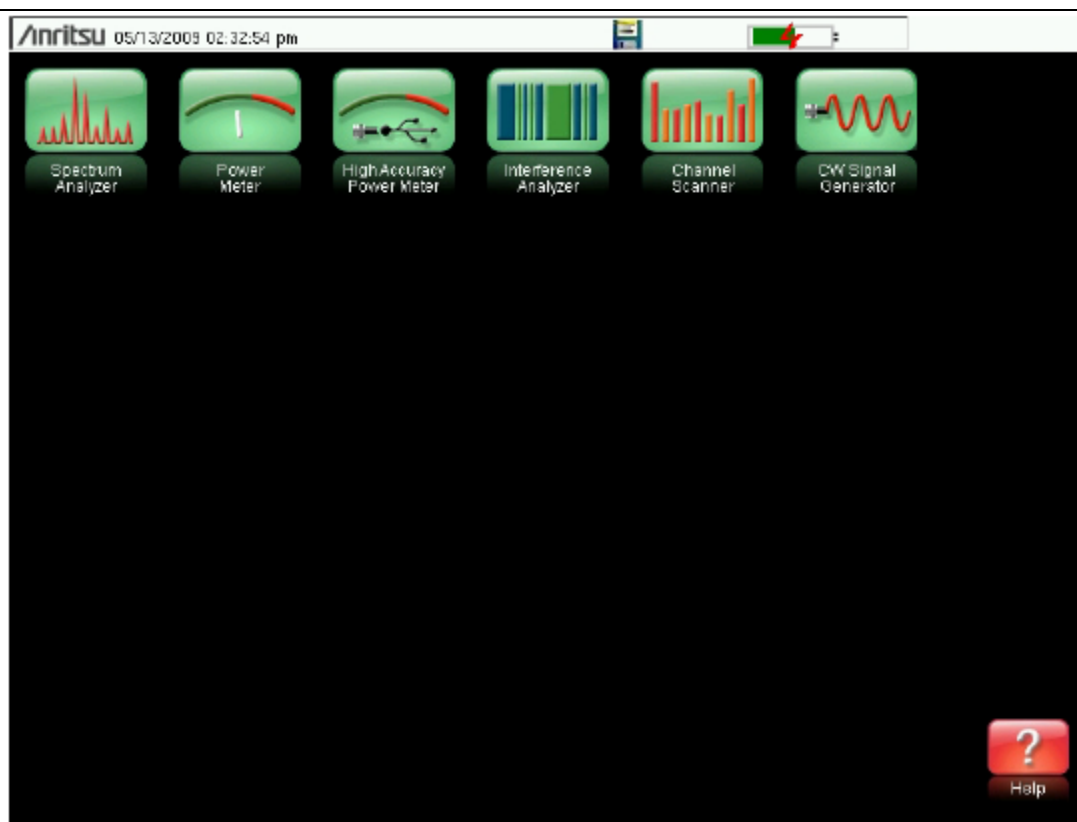 Anritsu 05/13/2009 02:32:54 pm
Spectrum
Analyzer
Power
Meter
High Accuracy
Power Meter
Interference
Analyzer
Channel
Scanner
CW Signal
Generator
?
Help